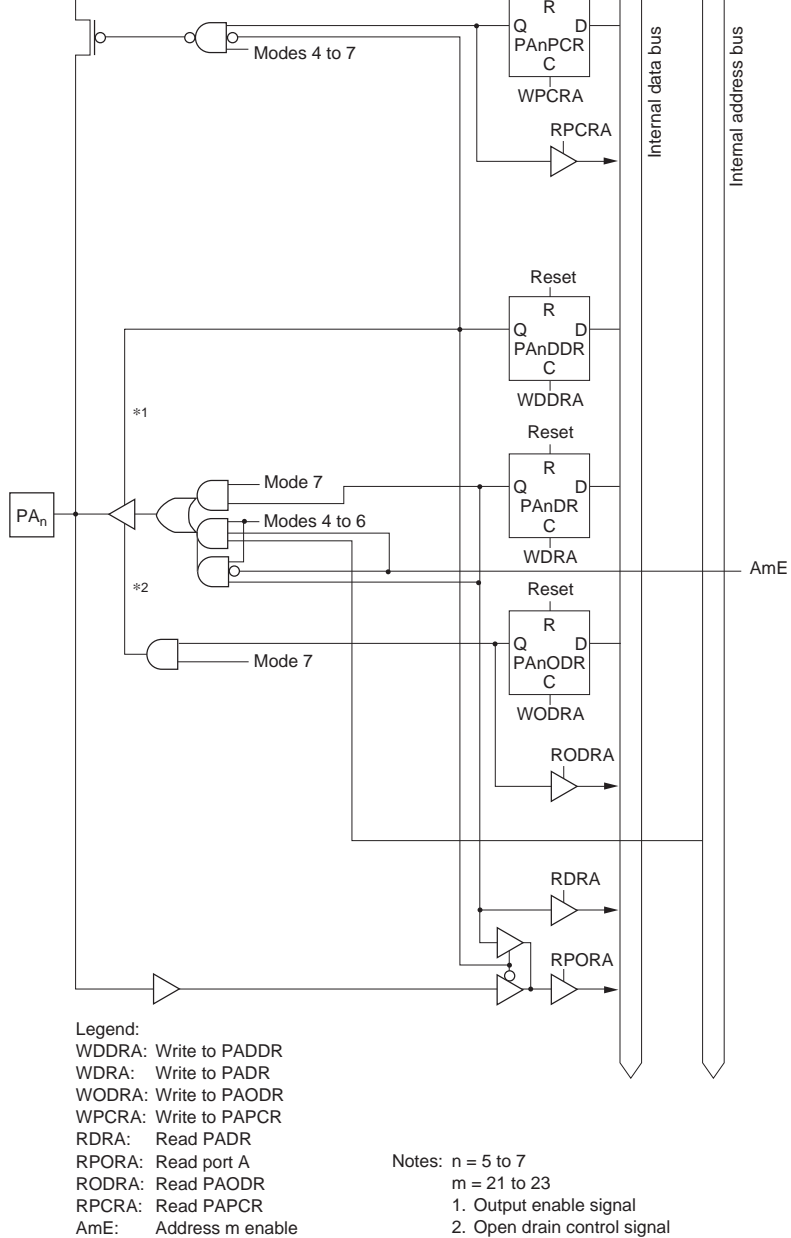 R
Q D
PAnPCR
C
WPCRA
Modes 4 to 7
RPCRA
Internal data bus
Internal address bus
Reset
R
Q D
PAnDDR
C
WDDRA
*1
Reset
R
Q D
PAnDR
C
WDRA
Mode 7
PAn
Modes 4 to 6
AmE
*2
Reset
R
Q D
PAnODR
C
WODRA
Mode 7
RODRA
RDRA
RPORA
Legend:
WDDRA: Write to PADDR
WDRA: Write to PADR
WODRA: Write to PAODR
WPCRA: Write to PAPCR
RDRA: Read PADR
RPORA: Read port A
RODRA: Read PAODR
RPCRA: Read PAPCR
AmE: Address m enable
Notes: n = 5 to 7
m = 21 to 23
1. Output enable signal
2. Open drain control signal